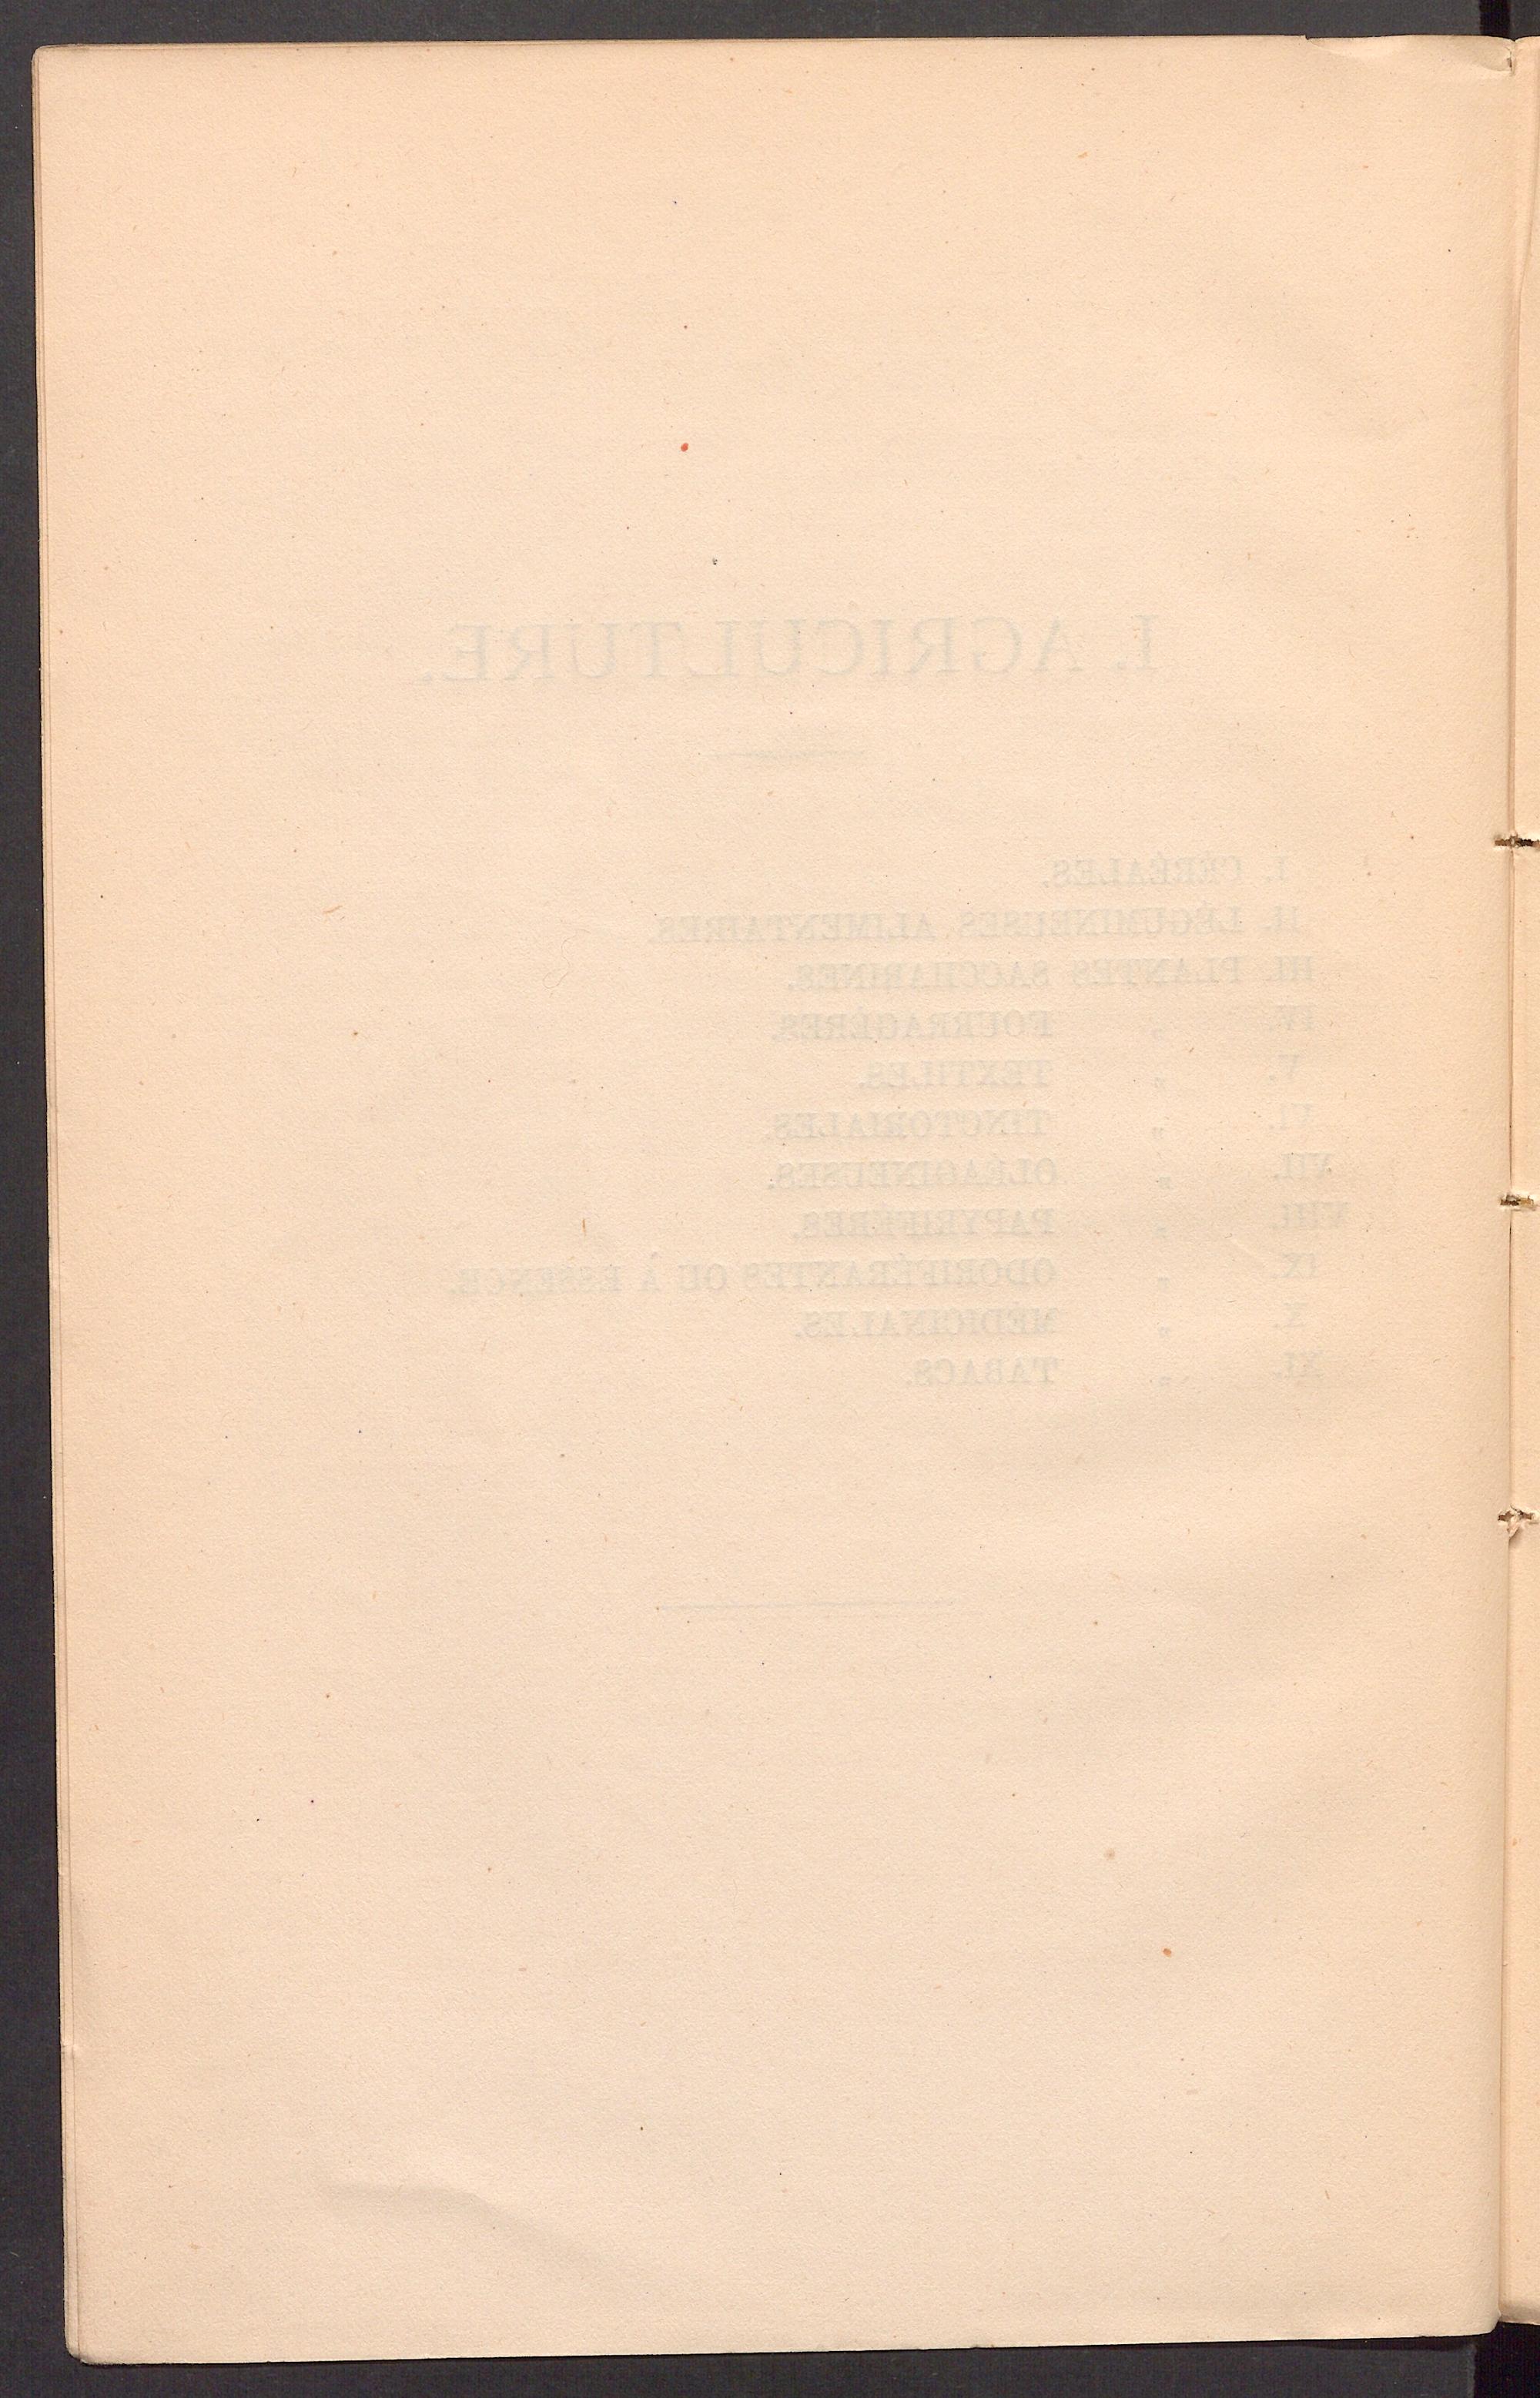 I. AGRICULTURE.
I. CÉRÉALES.
II. LÉGUMINEUSES ALIMENTAIRES.
III. PLANTES SACCHARINES.
IV. „ FOURRAGÈRES.
V. „ TEXTILES.
VI. „ TINCTORIALES.
VII. „ OLÉAGINEUSES.
VIII. „ PAPYRIFÈRES.
IX. „ ODORIFÉRANTES OU À ESSENCE.
X. „ MÉDICINALES.
XI. „ TABACS.